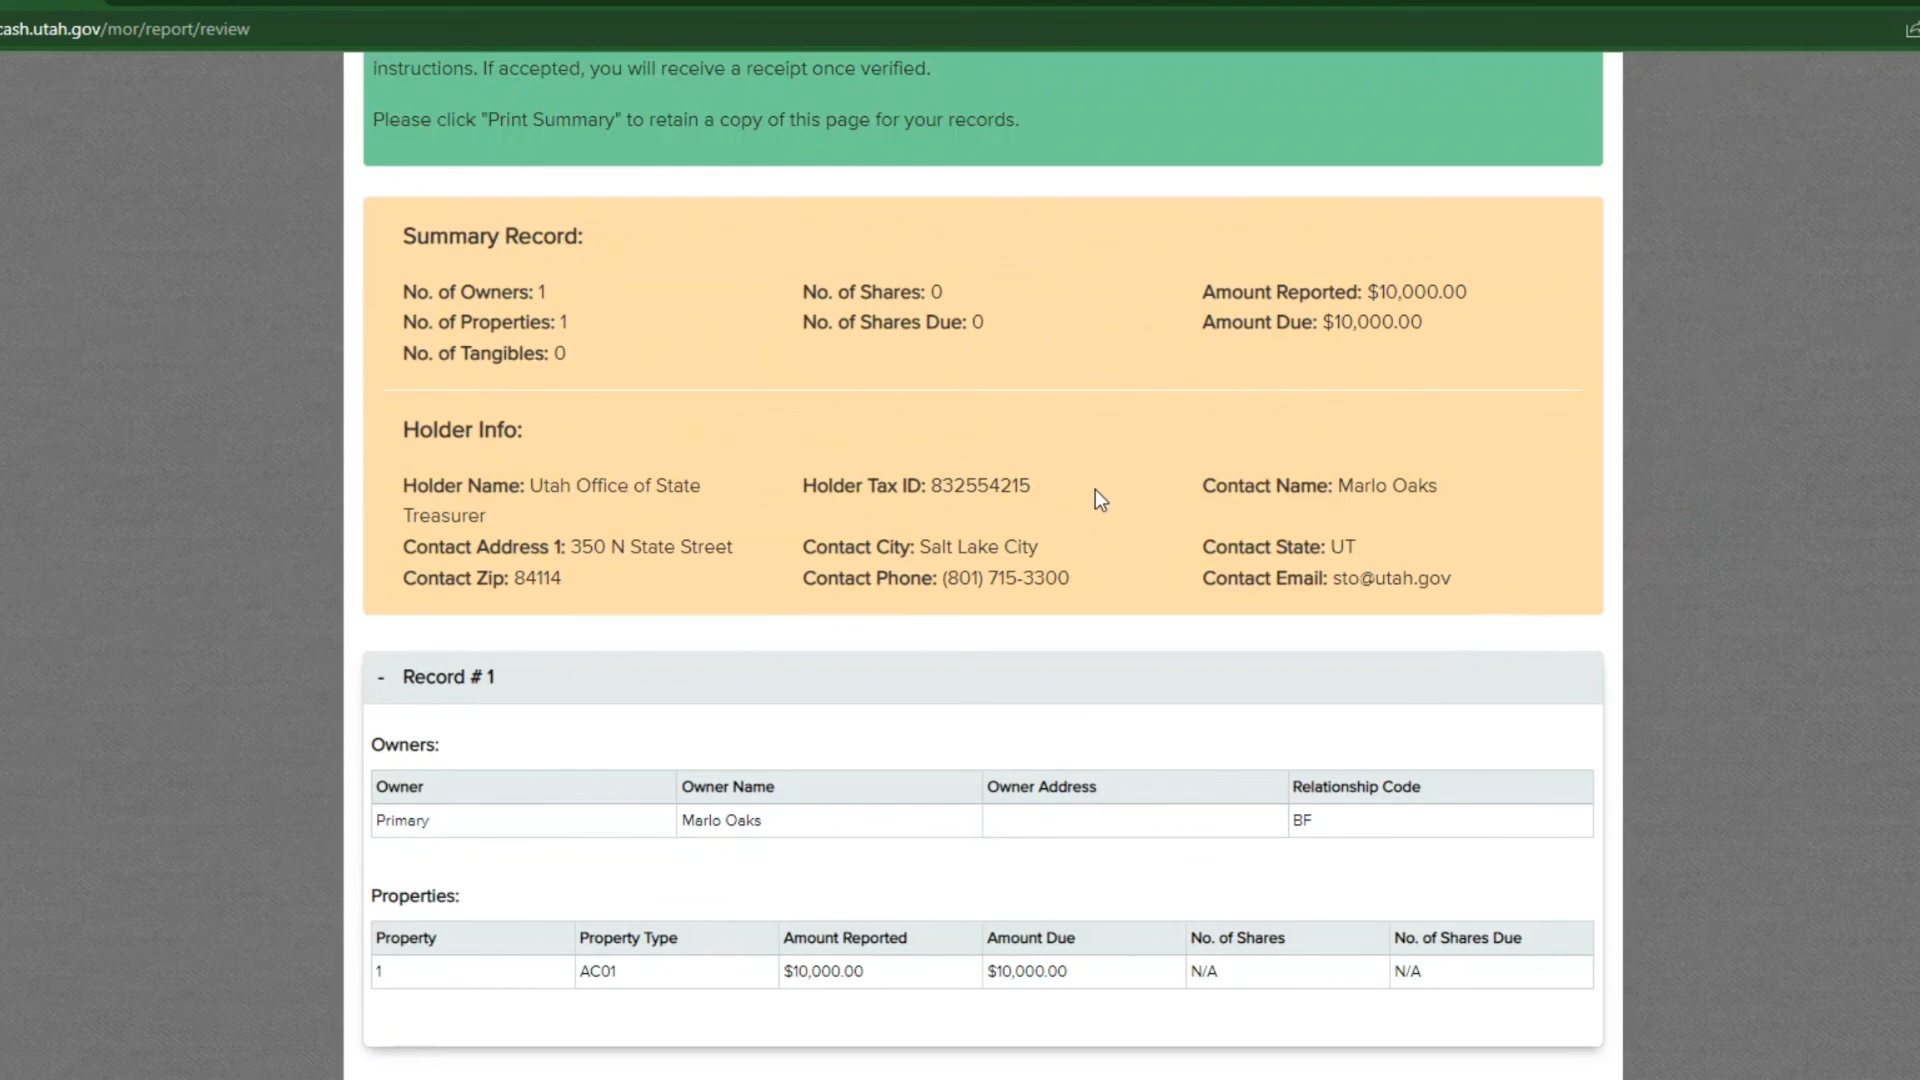 cash.utah.gov/mor/report/review
instructions. If accepted, you will receive a receipt once verified.
Please click "Print Summary" to retain a copy of this page for your records.
Summary Record:
No. of Owners: 1 No. of Shares: 0 Amount Reported: $10,000.00
No. of Properties: 1 No. of Shares Due: 0 Amount Due: $10,000.00
No. of Tangibles: 0
Holder Info:
Holder Name: Utah Office of State Holder Tax ID: 832554215 Contact Name: Marlo Oaks
Treasurer
Contact Address 1: 350 N State Street Contact City: Salt Lake City Contact State: UT
Contact Zip: 84114 Contact Phone: (801) 715-3300 Contact Email: sto@utah.gov
- Record # 1
Owners:
Owner Owner Name Owner Address Relationship Code
Primary Marlo Oaks BF
Properties:
Property Property Type Amount Reported Amount Due No. of Shares No. of Shares Due
1 AC01 $10,000.00 $10,000.00 N/A N/A